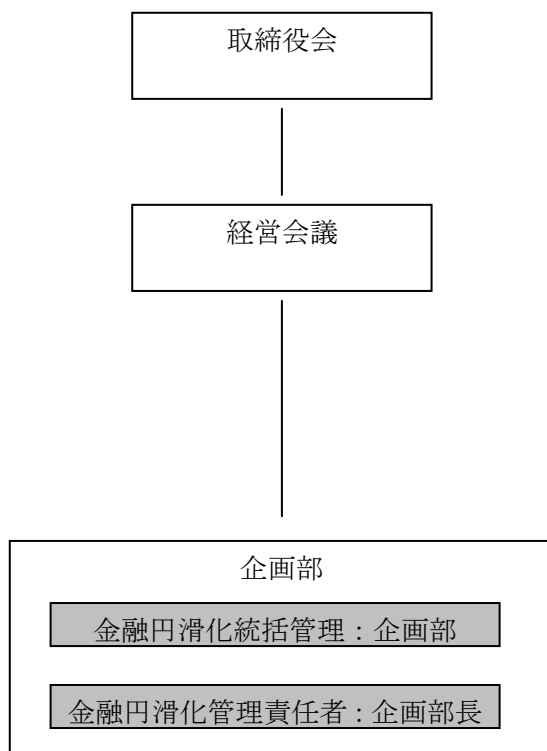 取締役会
経営会議
企画部
金融円滑化統括管理：企画部
金融円滑化管理責任者：企画部長